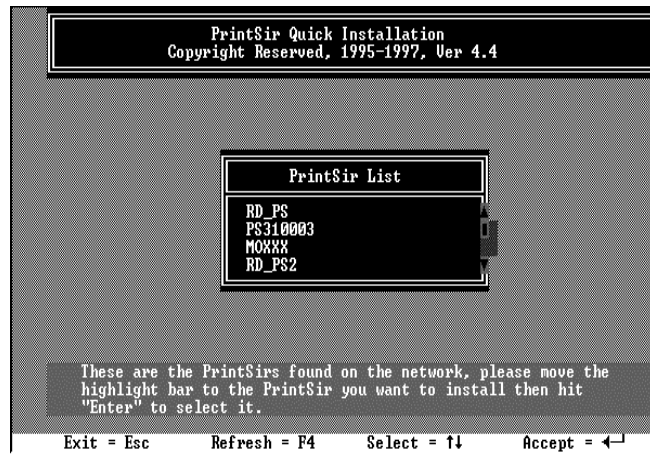 PrintSir Quick Installation
Copyright Reserved, 1995-1997, Ver 4.4
PrintSir List
RD_PS
PS310003
MOXXX
RD_PS2
These are the PrintSirs found on the network, please move the
highlight bar to the PrintSir you want to install then hit
"Enter" to select it.
Exit = Esc Refresh = F4 Select = ↑↓ Accept = ↵